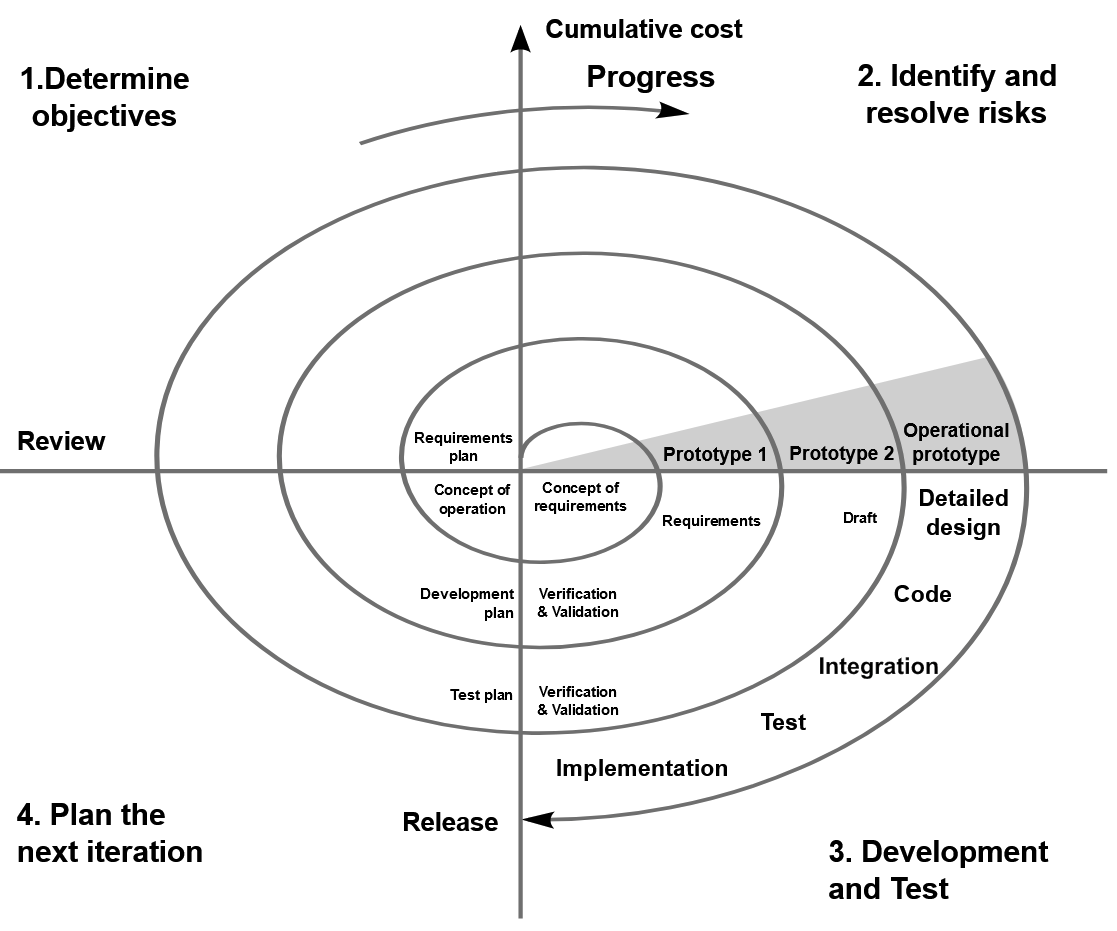 Cumulative cost
Progress
1.Determine
objectives
2. Identify and
resolve risks
Review
Requirements
plan
Prototype 1
Prototype 2
Operational
prototype
Concept of
operation
Concept of
requirements
Requirements
Draft
Detailed
design
Development
plan
Verification
& Validation
Code
Integration
Test plan
Verification
& Validation
Test
Implementation
Release
4. Plan the
next iteration
3. Development
and Test